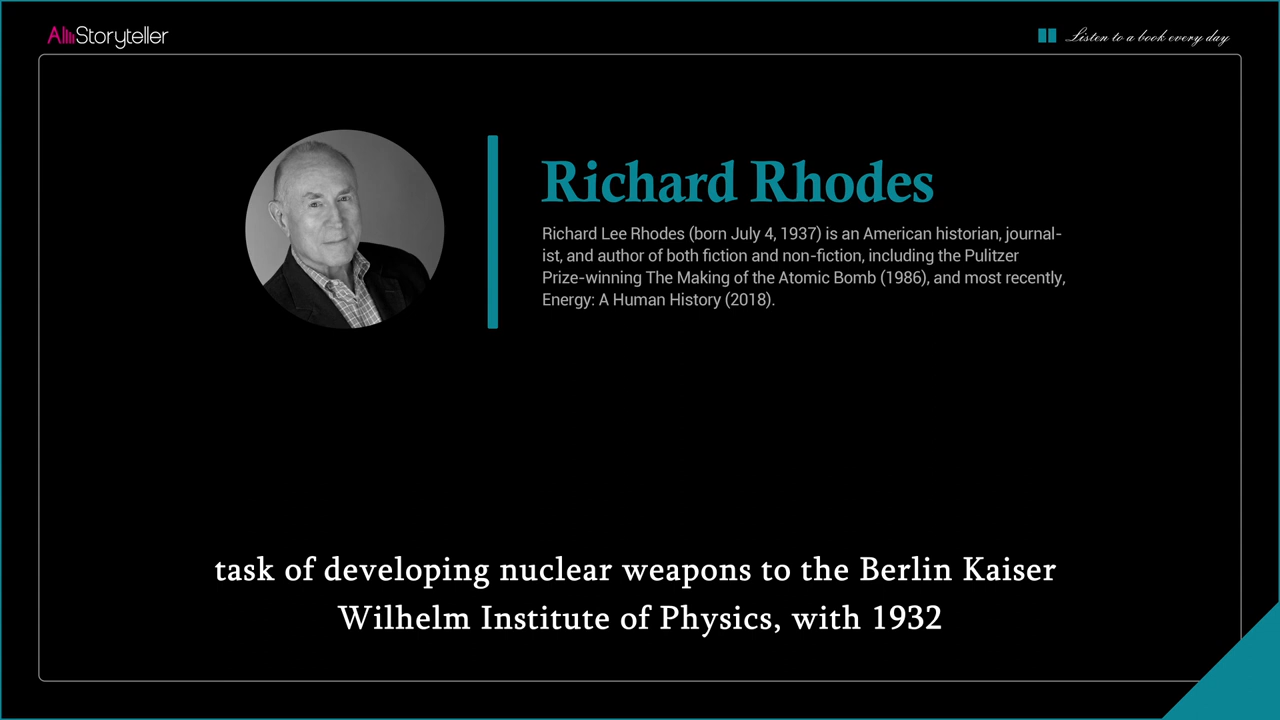 AllStoryteller
Listen to a book every day
Richard Rhodes
Richard Lee Rhodes (born July 4, 1937) is an American historian, journal-
ist, and author of both fiction and non-fiction, including the Pulitzer
Prize-winning The Making of the Atomic Bomb (1986), and most recently,
Energy: A Human History (2018).
task of developing nuclear weapons to the Berlin Kaiser
Wilhelm Institute of Physics, with 1932